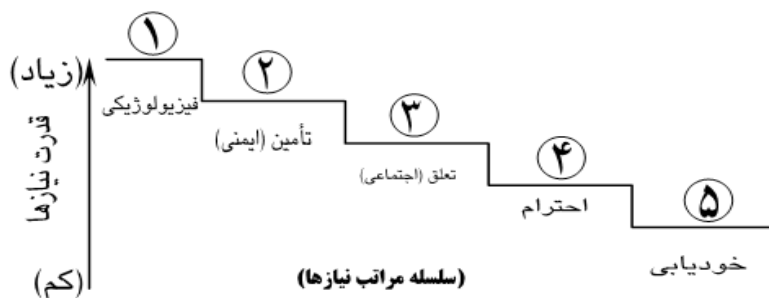 ۱
(زیاد)
فیزیولوژیکی
۲
تأمین (ایمنی)
۳
تعلق (اجتماعی)
۴
احترام
۵
خودیابی
قدرت نیازها
(کم)
(سلسله مراتب نیازها)